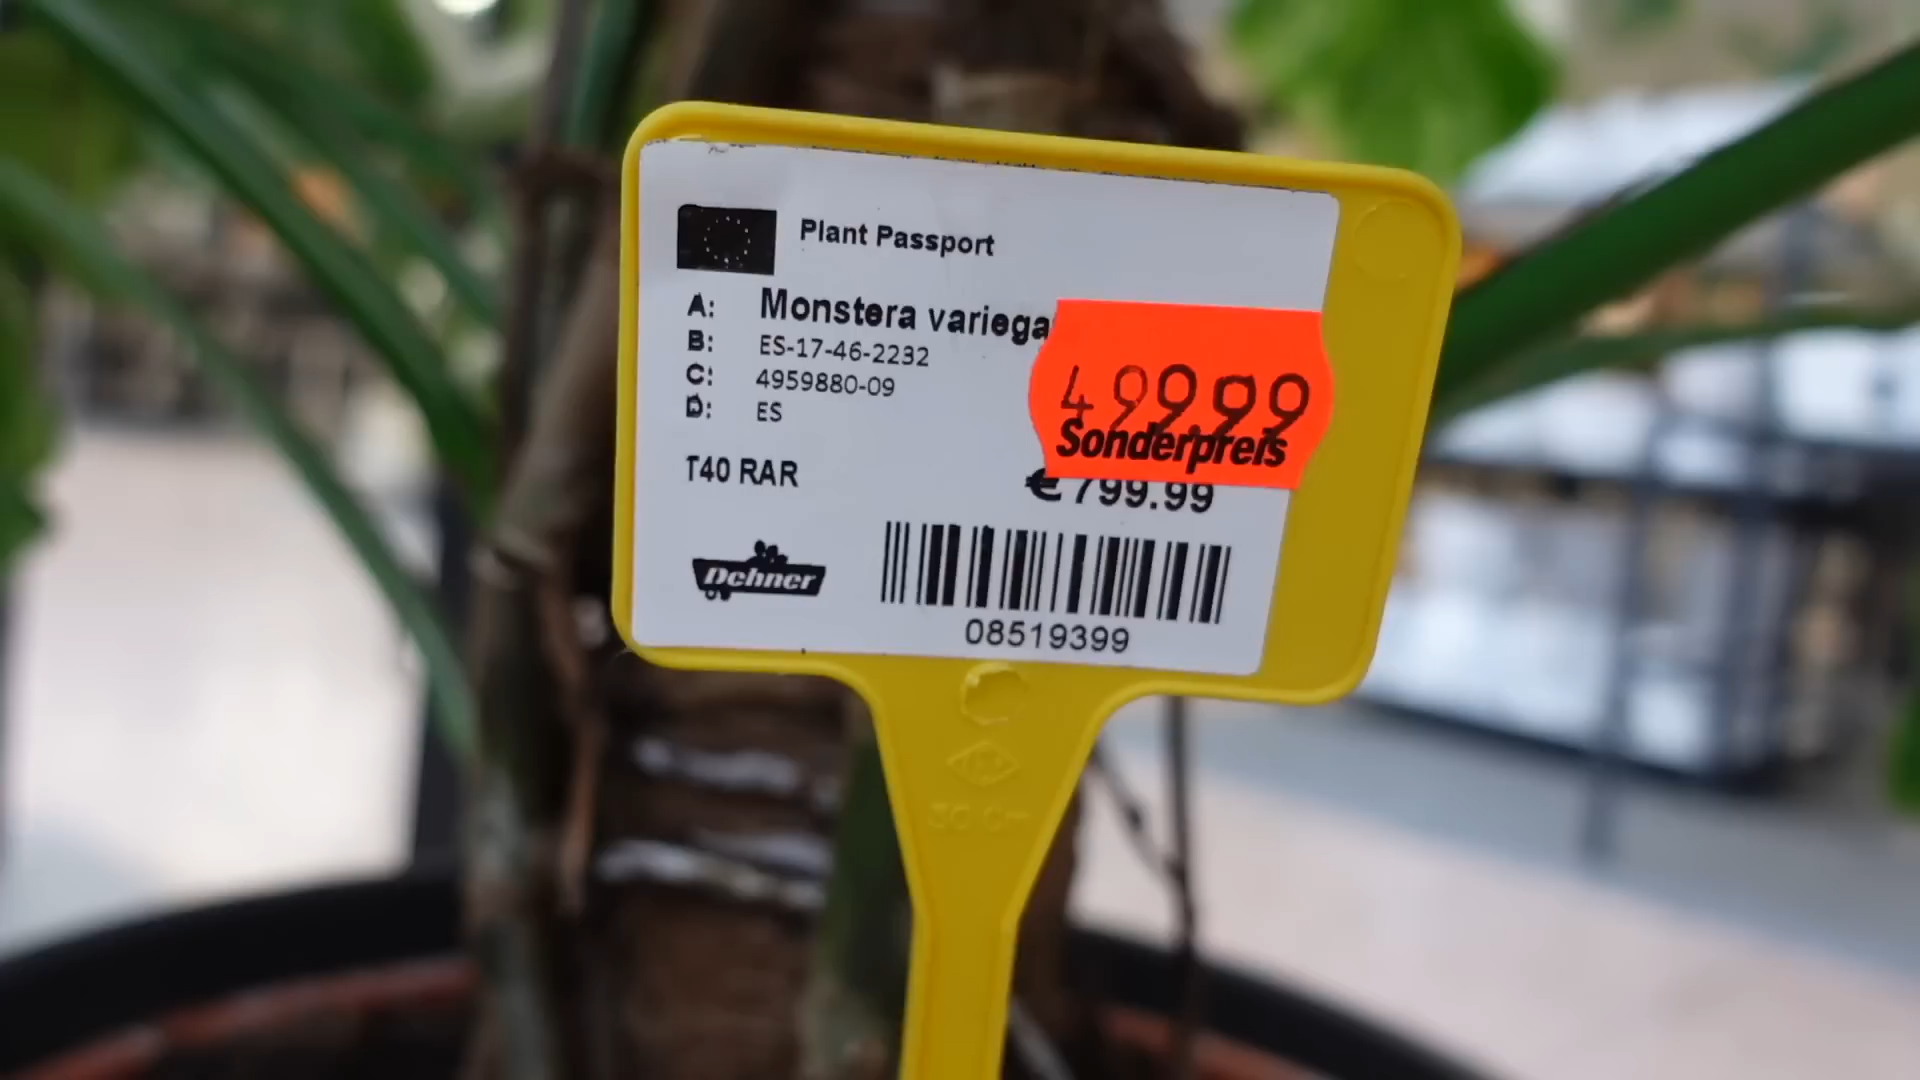 Plant Passport
A: Monstera variega
B: ES-17-46-2232
C: 4959880-09
D: ES
499.99
Sonderpreis
T40 RAR
€ 799.99
Dehner
08519399